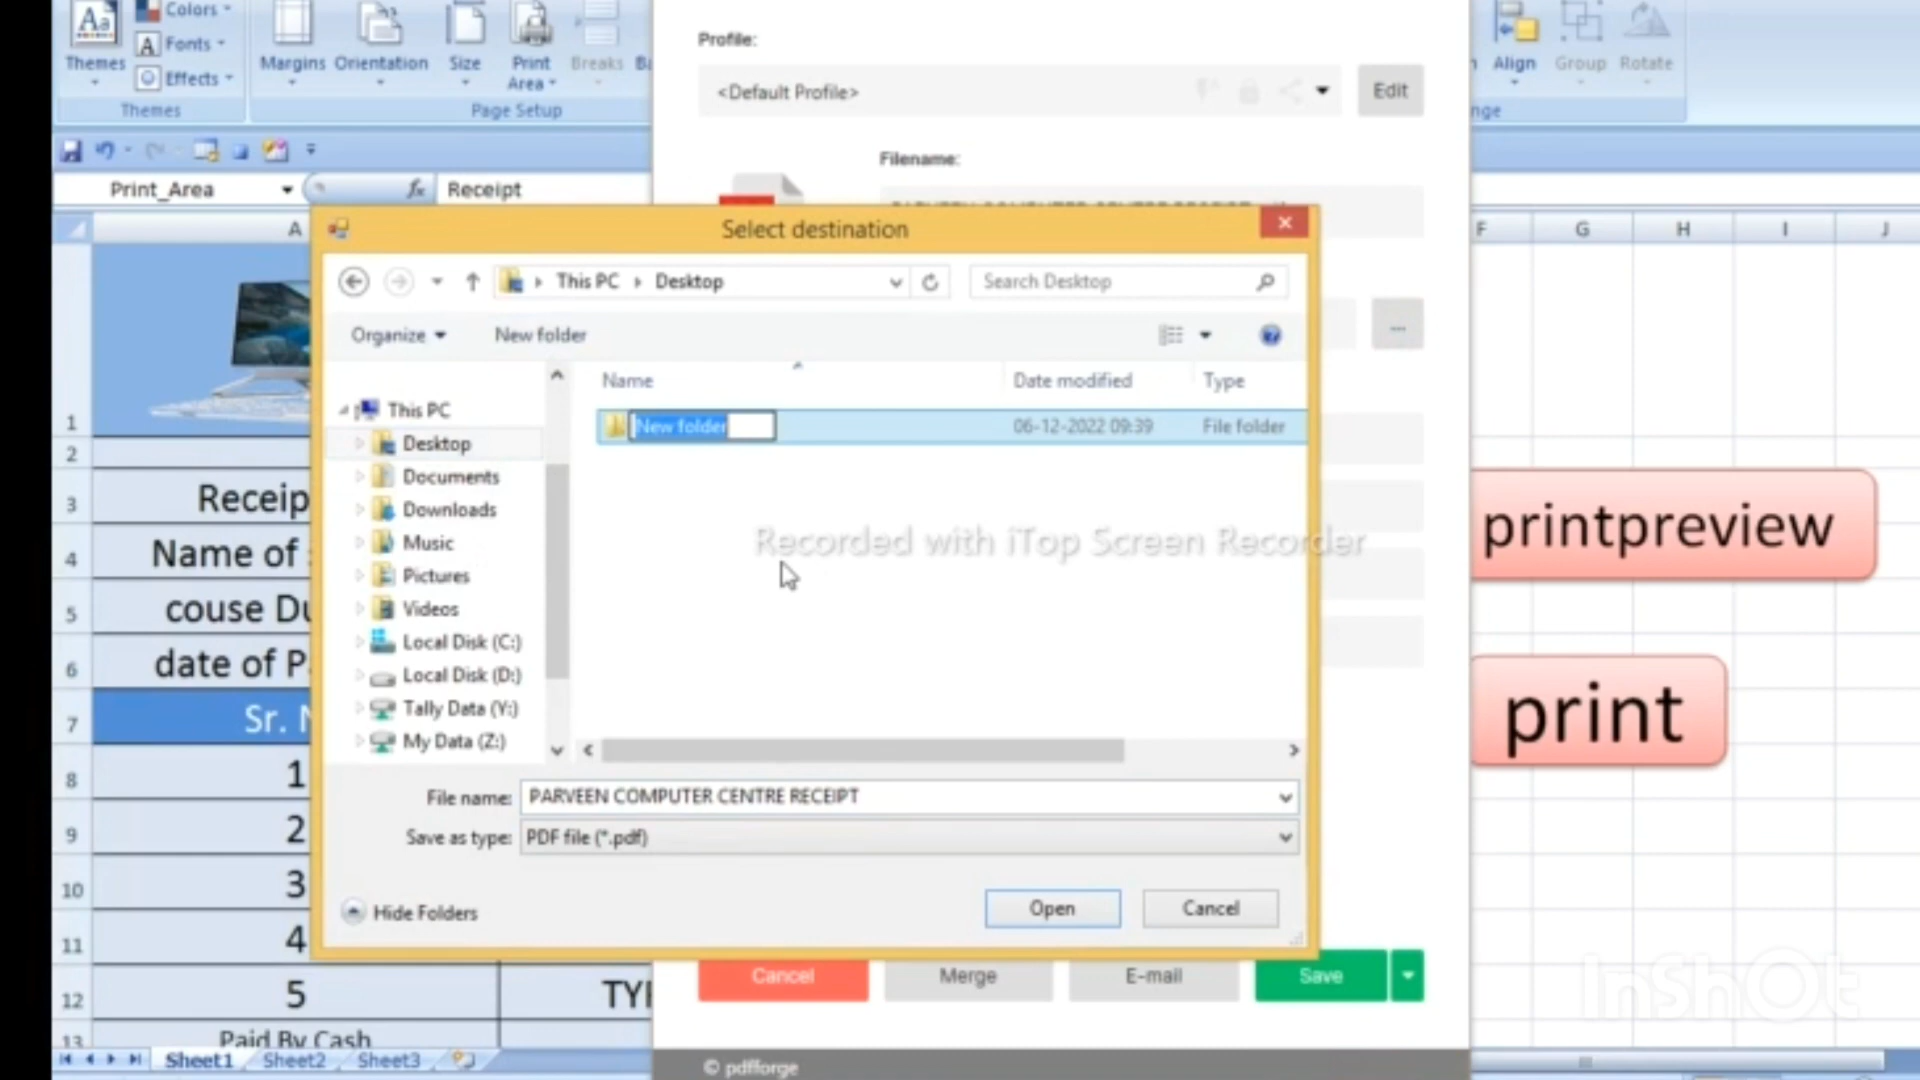 Colors
Profile:
Fonts
Themes
Margins
Orientation
Size
Print
Breaks
Align
Group
Rotate
Effects
Area
<Default Profile>
Edit
Themes
Page Setup
Filename:
Print_Area
fx
Receipt
A
Select destination
F
G
H
I
J
This PC
Desktop
Search Desktop
...
Organize
New folder
Name
Date modified
Type
1
This PC
New folder
06-12-2022 09:39
File folder
2
Desktop
Documents
3
Receip
Downloads
printpreview
4
Name of
Music
Recorded with iTop Screen Recorder
Pictures
5
couse Du
Videos
Local Disk (C:)
6
date of P
Local Disk (D:)
7
Sr. N
Tally Data (Y:)
print
My Data (Z:)
8
1
File name:
PARVEEN COMPUTER CENTRE RECEIPT
9
2
Save as type:
PDF file (*.pdf)
10
3
Hide Folders
Open
Cancel
11
4
Cancel
Merge
E-mail
Save
InShOt
12
5
TYP
13
Paid By Cash
Sheet1
Sheet2
Sheet3
© pdfforge